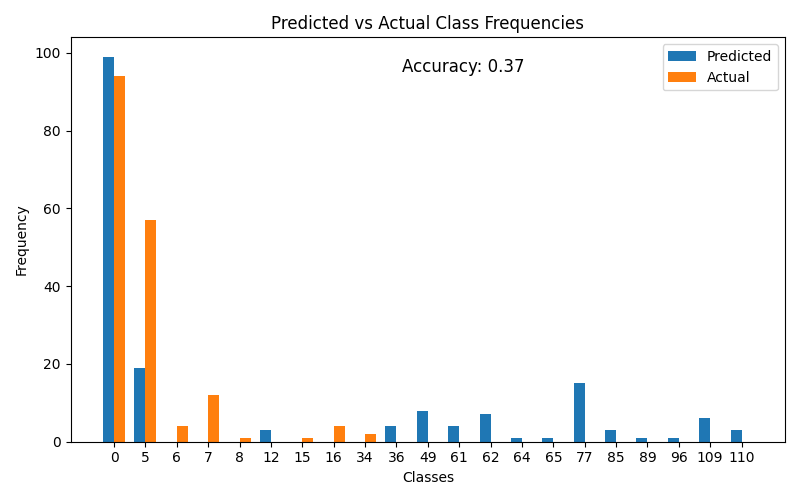 Predicted vs Actual Class Frequencies
Accuracy: 0.37
Predicted
Actual
Frequency
100
80
60
40
20
0
0 5 6 7 8 12 15 16 34 36 49 61 62 64 65 77 85 89 96 109 110
Classes